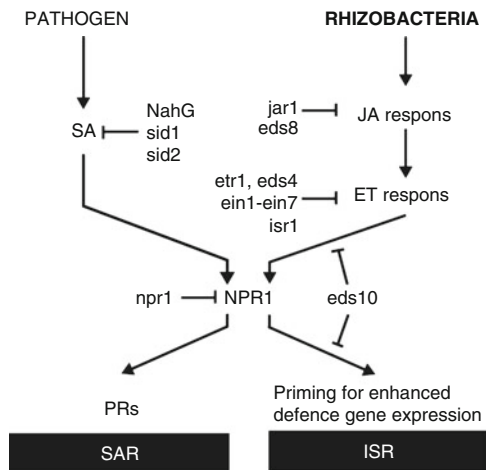 PATHOGEN
RHIZOBACTERIA
NahG
SA
sid1
sid2
jar1
eds8
JA respons
etr1, eds4
ein1-ein7
isr1
ET respons
npr1
NPR1
eds10
PRs
Priming for enhanced
defence gene expression
SAR
ISR